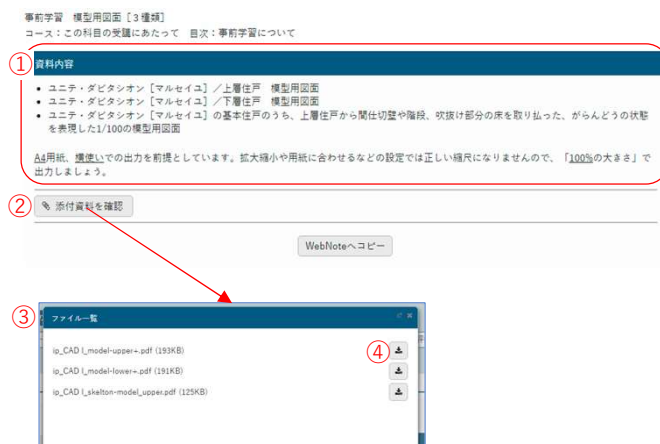 事前学習　模型用図面［3種類］
コース：この科目の受講にあたって　目次：事前学習について
①
資料内容
• ユニテ・ダビタシオン［マルセイユ］／上層住戸　模型用図面
• ユニテ・ダビタシオン［マルセイユ］／下層住戸　模型用図面
• ユニテ・ダビタシオン［マルセイユ］の基本住戸のうち、上層住戸から間仕切壁や階段、吹抜け部分の床を取り払った、がらんどうの状態
を表現した1/100の模型用図面
A4用紙、横使いでの出力を前提としています。拡大縮小や用紙に合わせるなどの設定では正しい縮尺になりませんので、「100%の大きさ」で
出力しましょう。
② 添付資料を確認
WebNoteへコピー
③
ファイル一覧
ip_CAD I_model-upper+.pdf (193KB)
④
ip_CAD I_model-lower+.pdf (191KB)
ip_CAD I_skelton-model_upper.pdf (125KB)